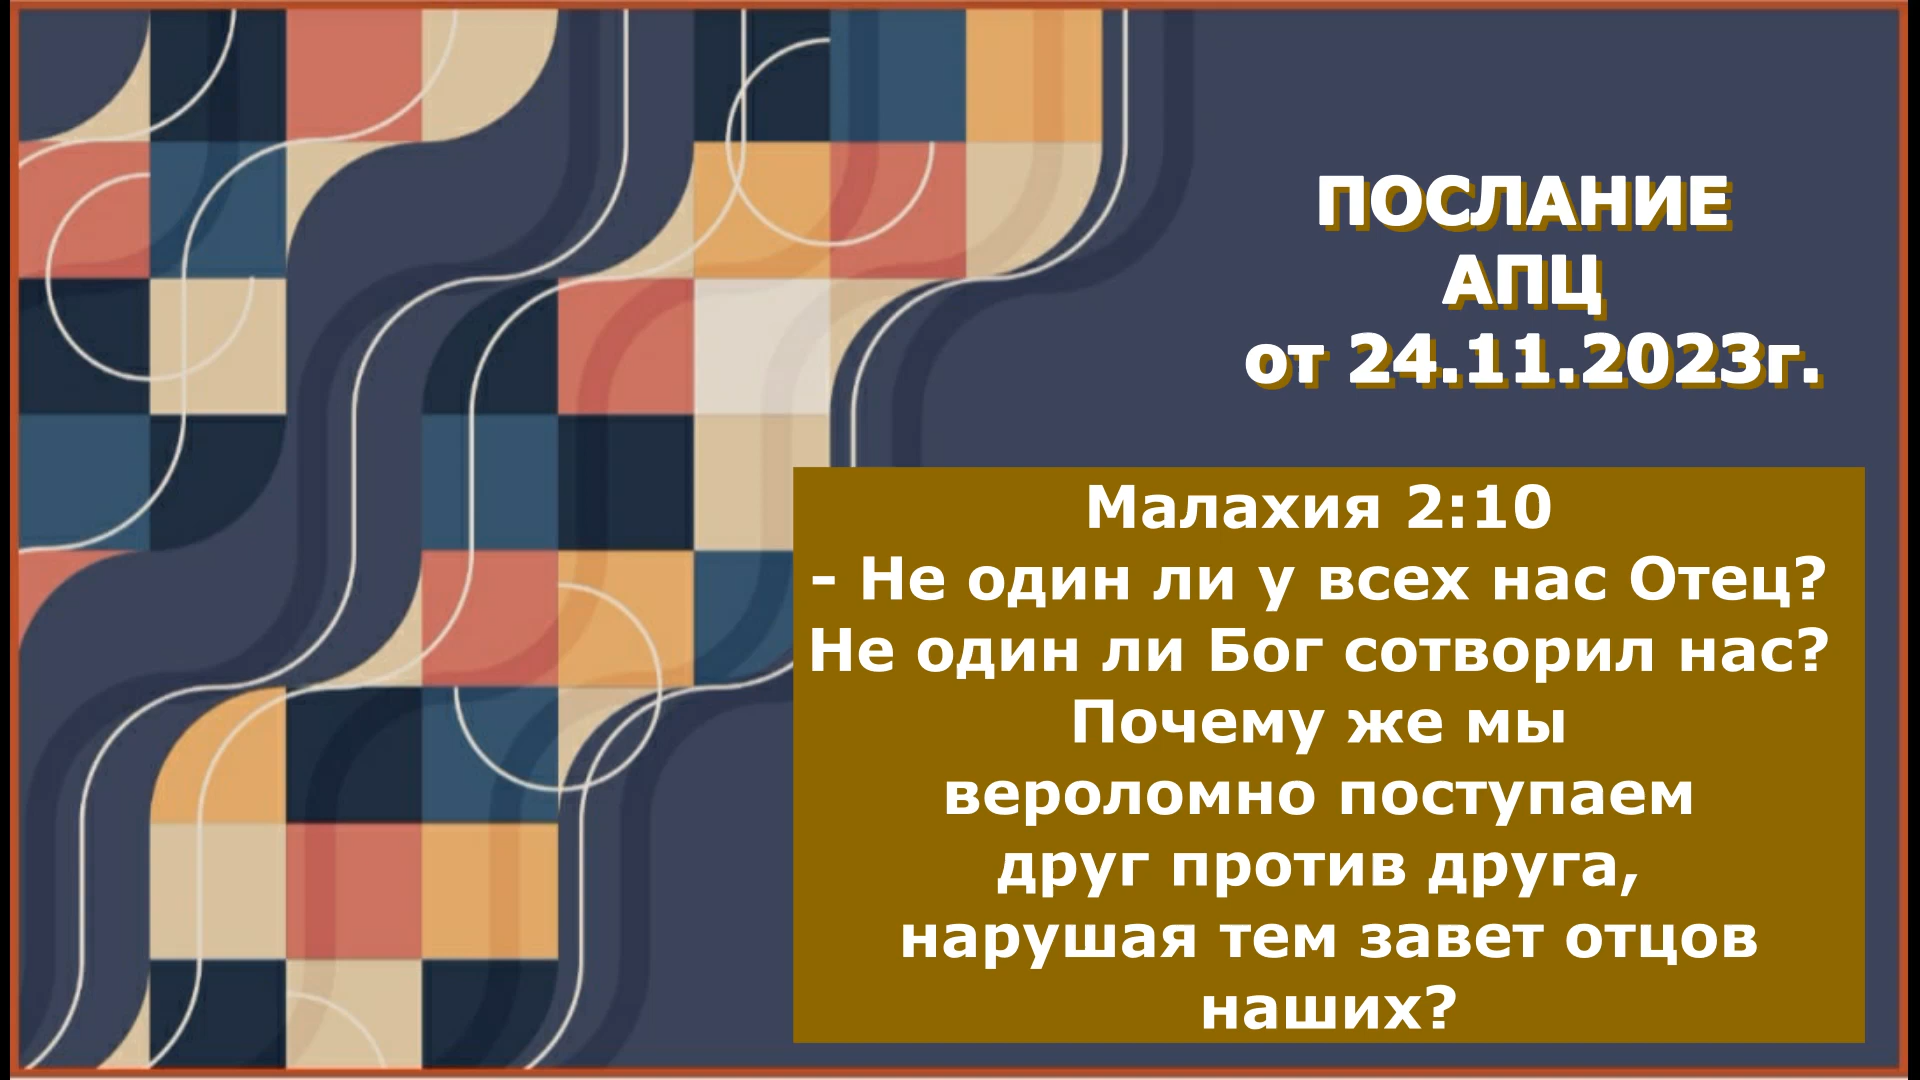 ПОСЛАНИЕ
АПЦ
от 24.11.2023г.
Малахия 2:10
- Не один ли у всех нас Отец?
Не один ли Бог сотворил нас?
Почему же мы
вероломно поступаем
друг против друга,
нарушая тем завет отцов
наших?